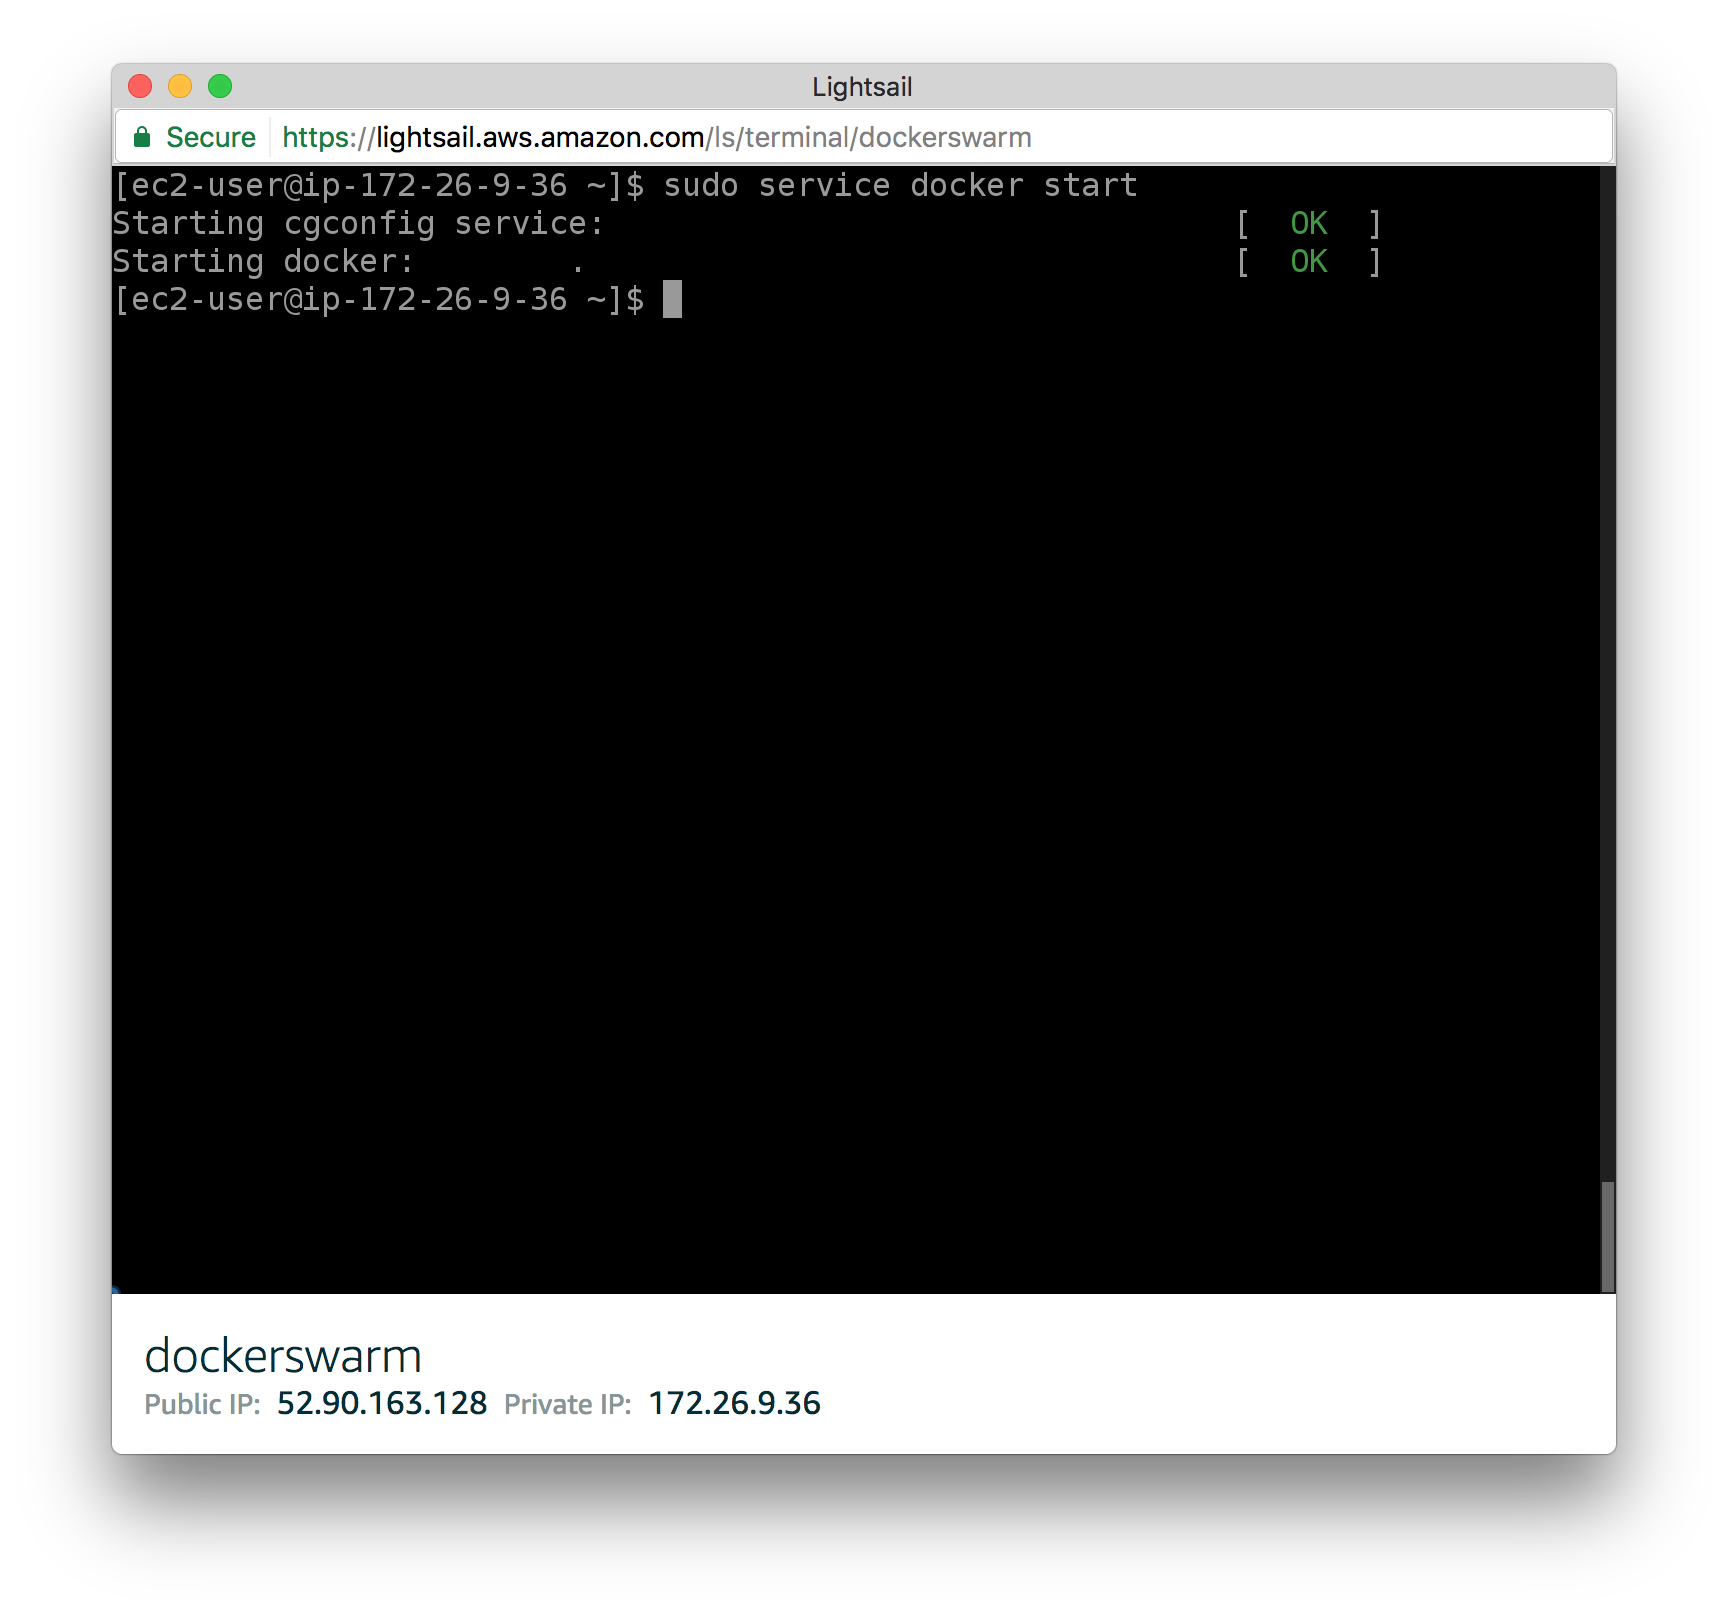 Lightsail
Secure https://lightsail.aws.amazon.com/ls/terminal/dockerswarm
[ec2-user@ip-172-26-9-36 ~]$ sudo service docker start
Starting cgconfig service: [ OK ]
Starting docker: . [ OK ]
[ec2-user@ip-172-26-9-36 ~]$
dockerswarm
Public IP: 52.90.163.128 Private IP: 172.26.9.36